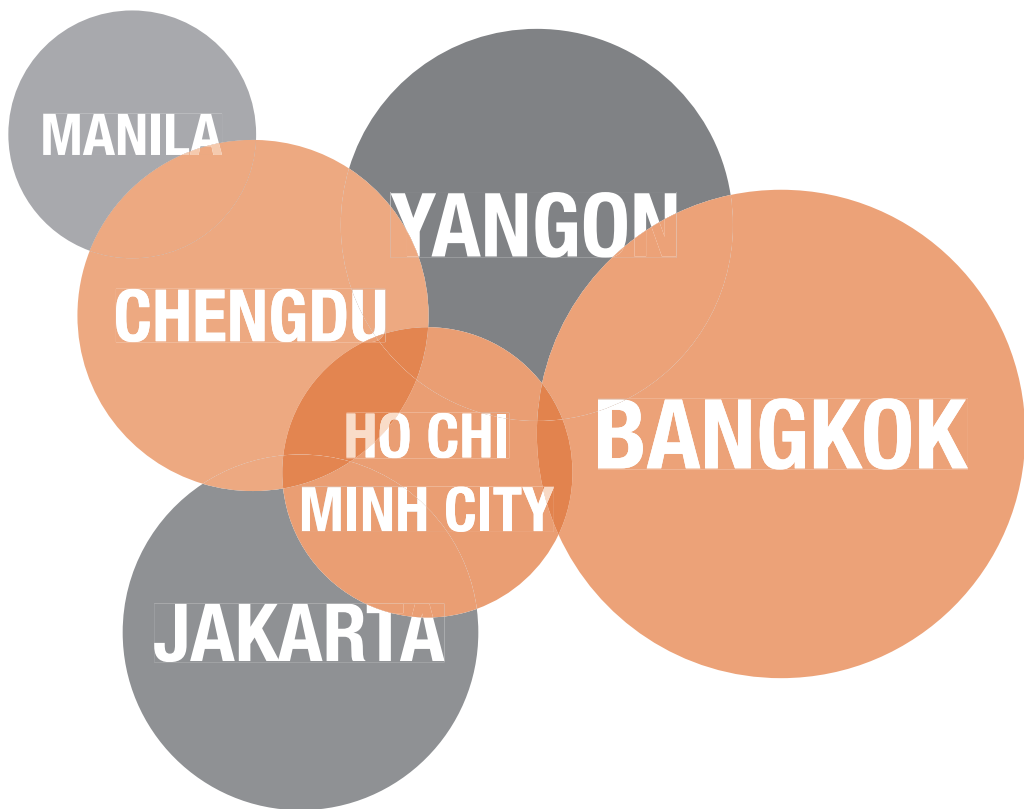 MANILA
YANGON
CHENGDU
BANGKOK
HO CHI
MINH CITY
JAKARTA